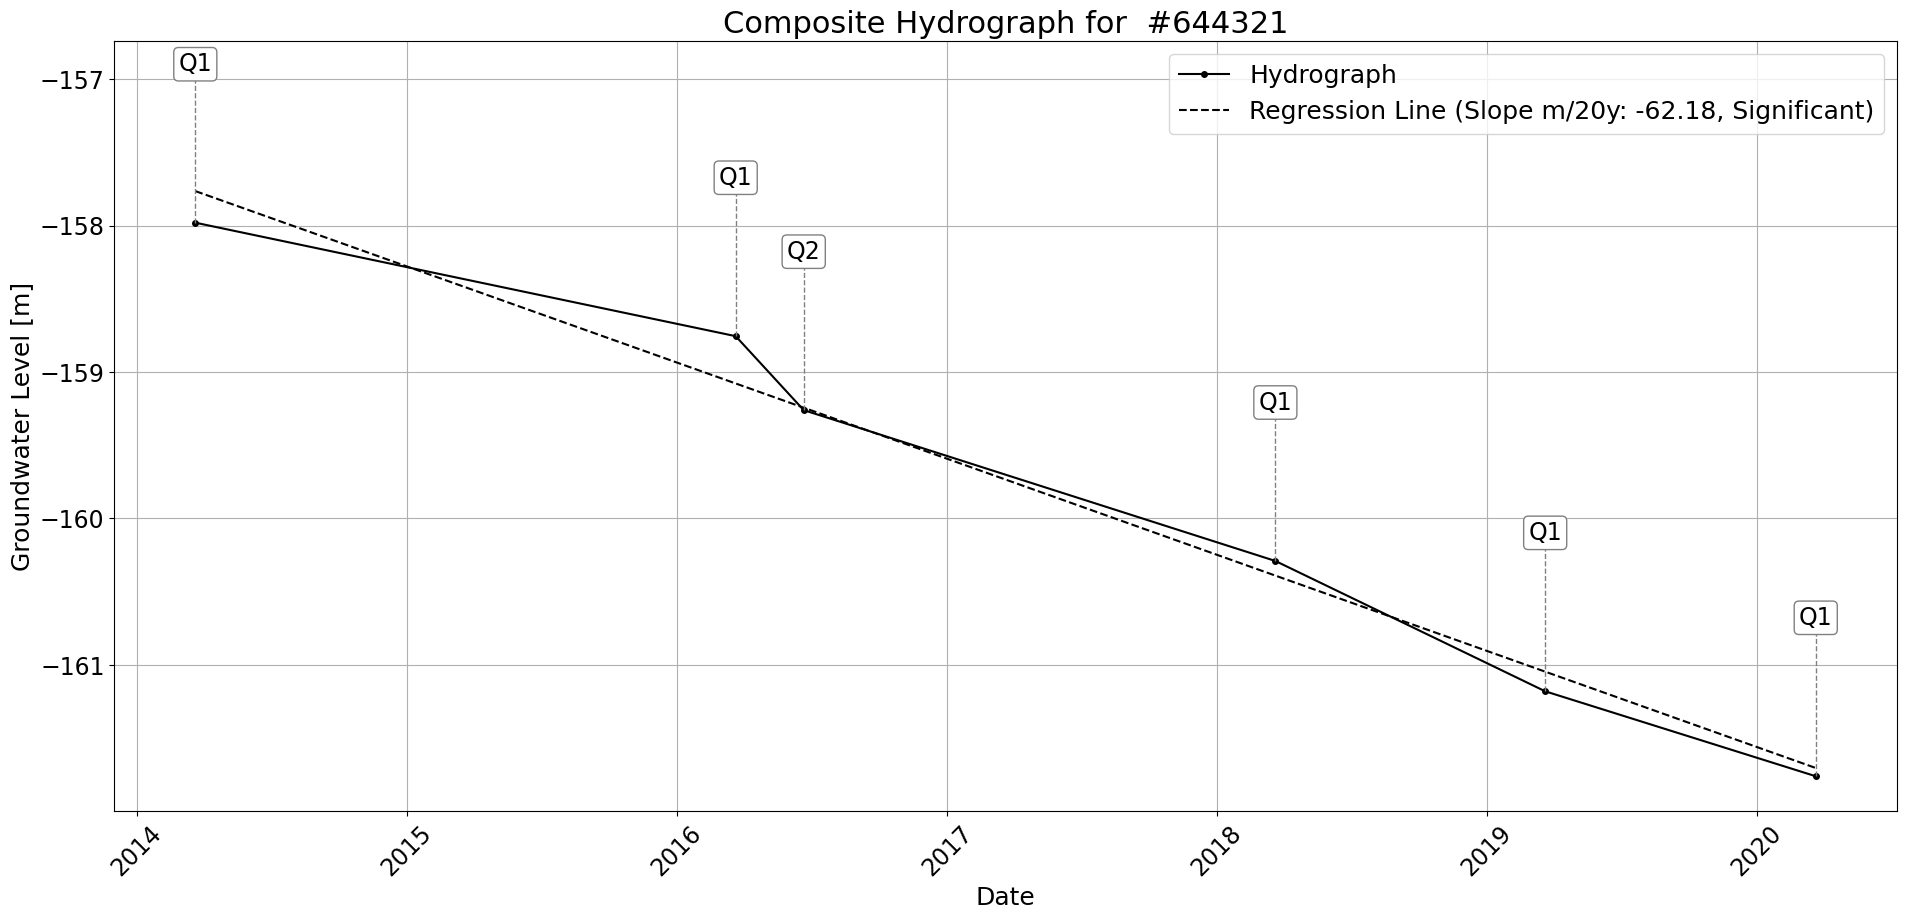 Composite Hydrograph for  #644321
Hydrograph
Regression Line (Slope m/20y: -62.18, Significant)
Q1
Q1
Q2
Q1
Q1
Q1
Groundwater Level [m]
−157
−158
−159
−160
−161
2014
2015
2016
2017
2018
2019
2020
Date